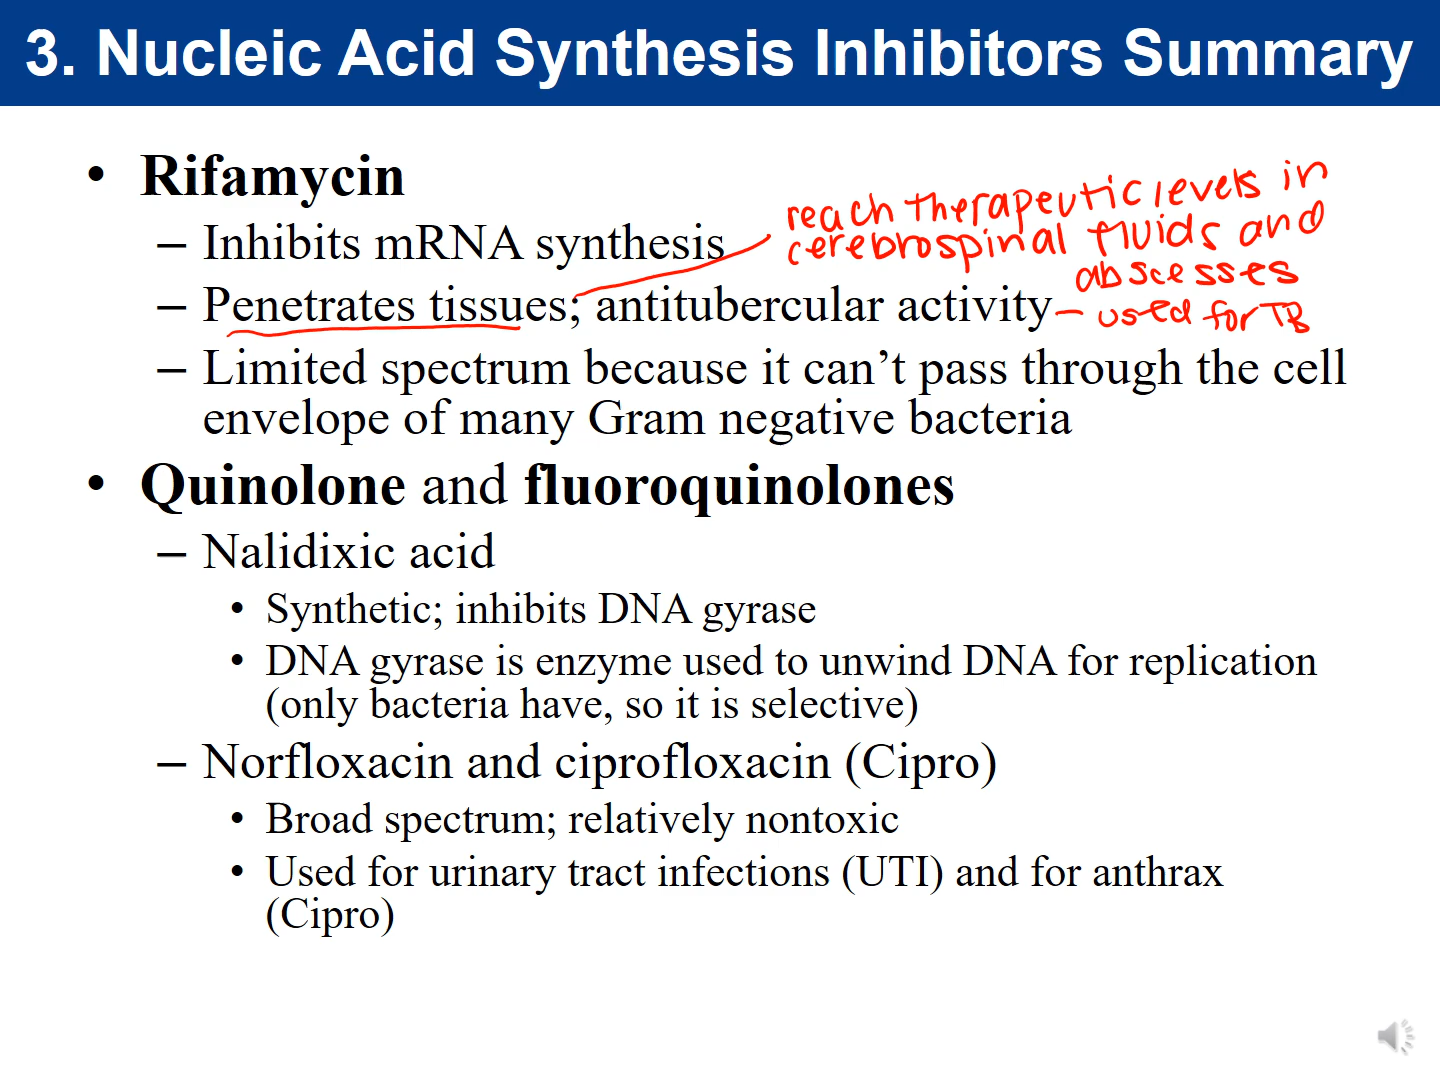 3. Nucleic Acid Synthesis Inhibitors Summary
• Rifamycin
– Inhibits mRNA synthesis
reach therapeutic levels in
cerebrospinal fluids and
abscesses
– Penetrates tissues; antitubercular activity – used for TB
– Limited spectrum because it can’t pass through the cell
envelope of many Gram negative bacteria
• Quinolone and fluoroquinolones
– Nalidixic acid
• Synthetic; inhibits DNA gyrase
• DNA gyrase is enzyme used to unwind DNA for replication
(only bacteria have, so it is selective)
– Norfloxacin and ciprofloxacin (Cipro)
• Broad spectrum; relatively nontoxic
• Used for urinary tract infections (UTI) and for anthrax
(Cipro)